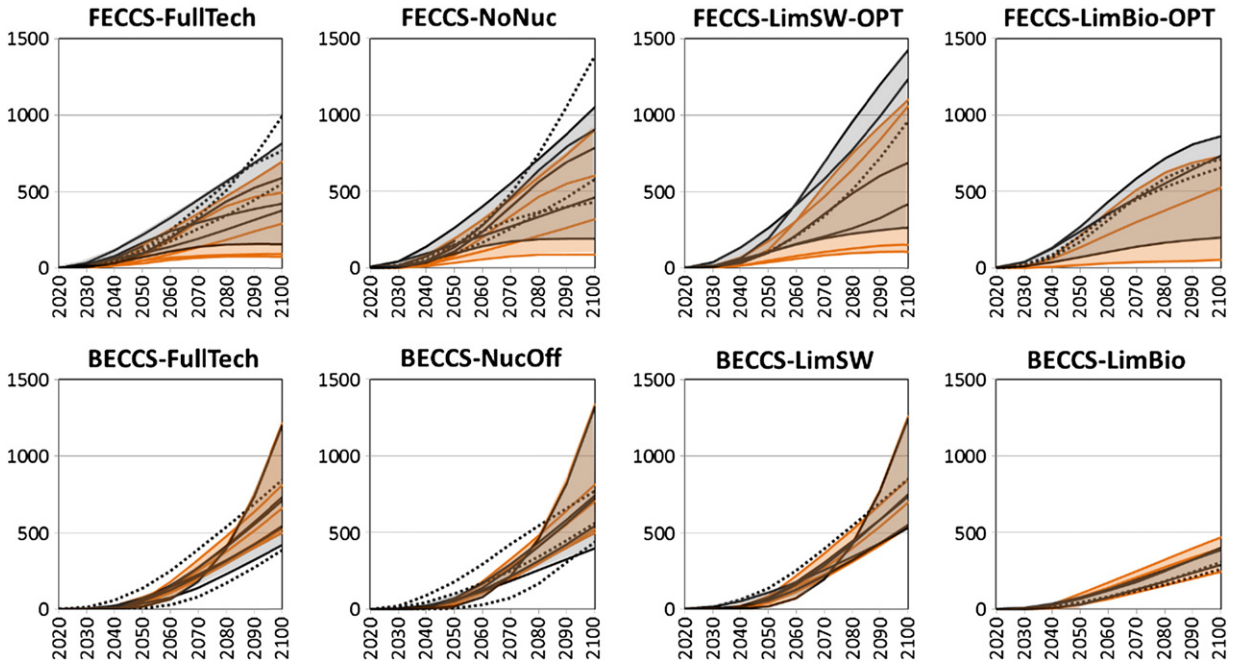 FECCS-FullTech FECCS-NoNuc FECCS-LimSW-OPT FECCS-LimBio-OPT
1500 1500 1500 1500
1000 1000 1000 1000
500 500 500 500
0 0 0 0
2020 2030 2040 2050 2060 2070 2080 2090 2100 2020 2030 2040 2050 2060 2070 2080 2090 2100 2020 2030 2040 2050 2060 2070 2080 2090 2100 2020 2030 2040 2050 2060 2070 2080 2090 2100
BECCS-FullTech BECCS-NucOff BECCS-LimSW BECCS-LimBio
1500 1500 1500 1500
1000 1000 1000 1000
500 500 500 500
0 0 0 0
2020 2030 2040 2050 2060 2070 2080 2090 2100 2020 2030 2040 2050 2060 2070 2080 2090 2100 2020 2030 2040 2050 2060 2070 2080 2090 2100 2020 2030 2040 2050 2060 2070 2080 2090 2100